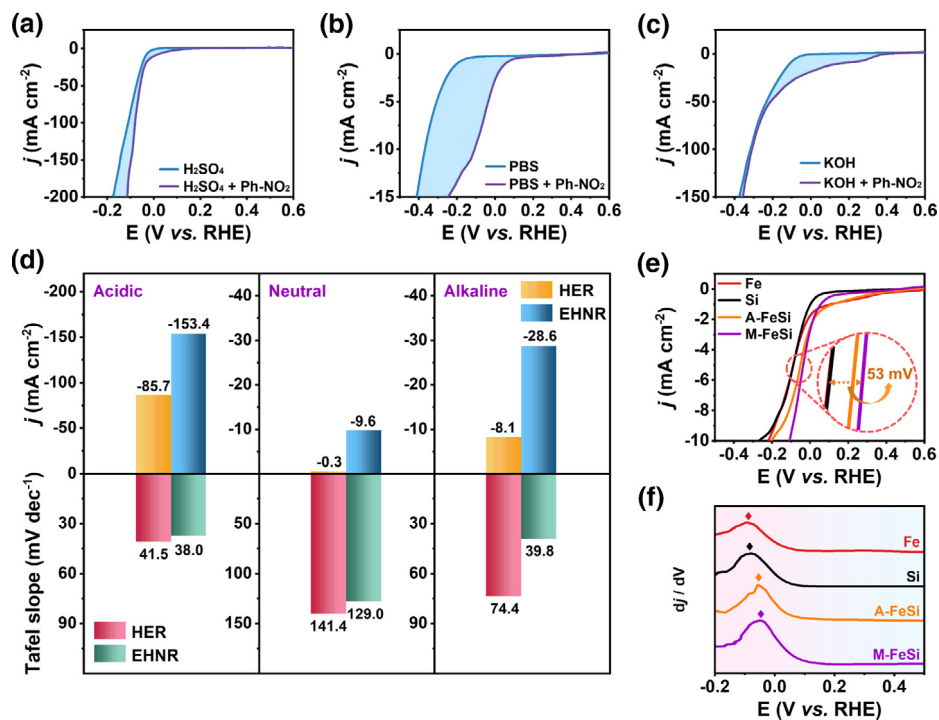 (a)
0
-50
-100
-150
-200
j (mA cm⁻²)
H₂SO₄
H₂SO₄ + Ph-NO₂
-0.2 0.0 0.2 0.4 0.6
E (V vs. RHE)
(b)
0
-5
-10
-15
j (mA cm⁻²)
PBS
PBS + Ph-NO₂
-0.4 -0.2 0.0 0.2 0.4 0.6
E (V vs. RHE)
(c)
0
-50
-100
-150
j (mA cm⁻²)
KOH
KOH + Ph-NO₂
-0.4 -0.2 0.0 0.2 0.4 0.6
E (V vs. RHE)
(d)
Acidic
Neutral
Alkaline
HER
EHNR
-200
-150
-100
-50
0
j (mA cm⁻²)
-40
-30
-20
-10
0
-40
-30
-20
-10
0
-85.7
-153.4
-0.3
-9.6
-8.1
-28.6
Tafel slope (mV dec⁻¹)
30
60
90
50
100
150
30
60
90
41.5
38.0
141.4
129.0
74.4
39.8
HER
EHNR
(e)
0
-2
-4
-6
-8
-10
j (mA cm⁻²)
Fe
Si
A-FeSi
M-FeSi
53 mV
-0.2 0.0 0.2 0.4 0.6
E (V vs. RHE)
(f)
dj / dV
Fe
Si
A-FeSi
M-FeSi
-0.2 0.0 0.2 0.4
E (V vs. RHE)